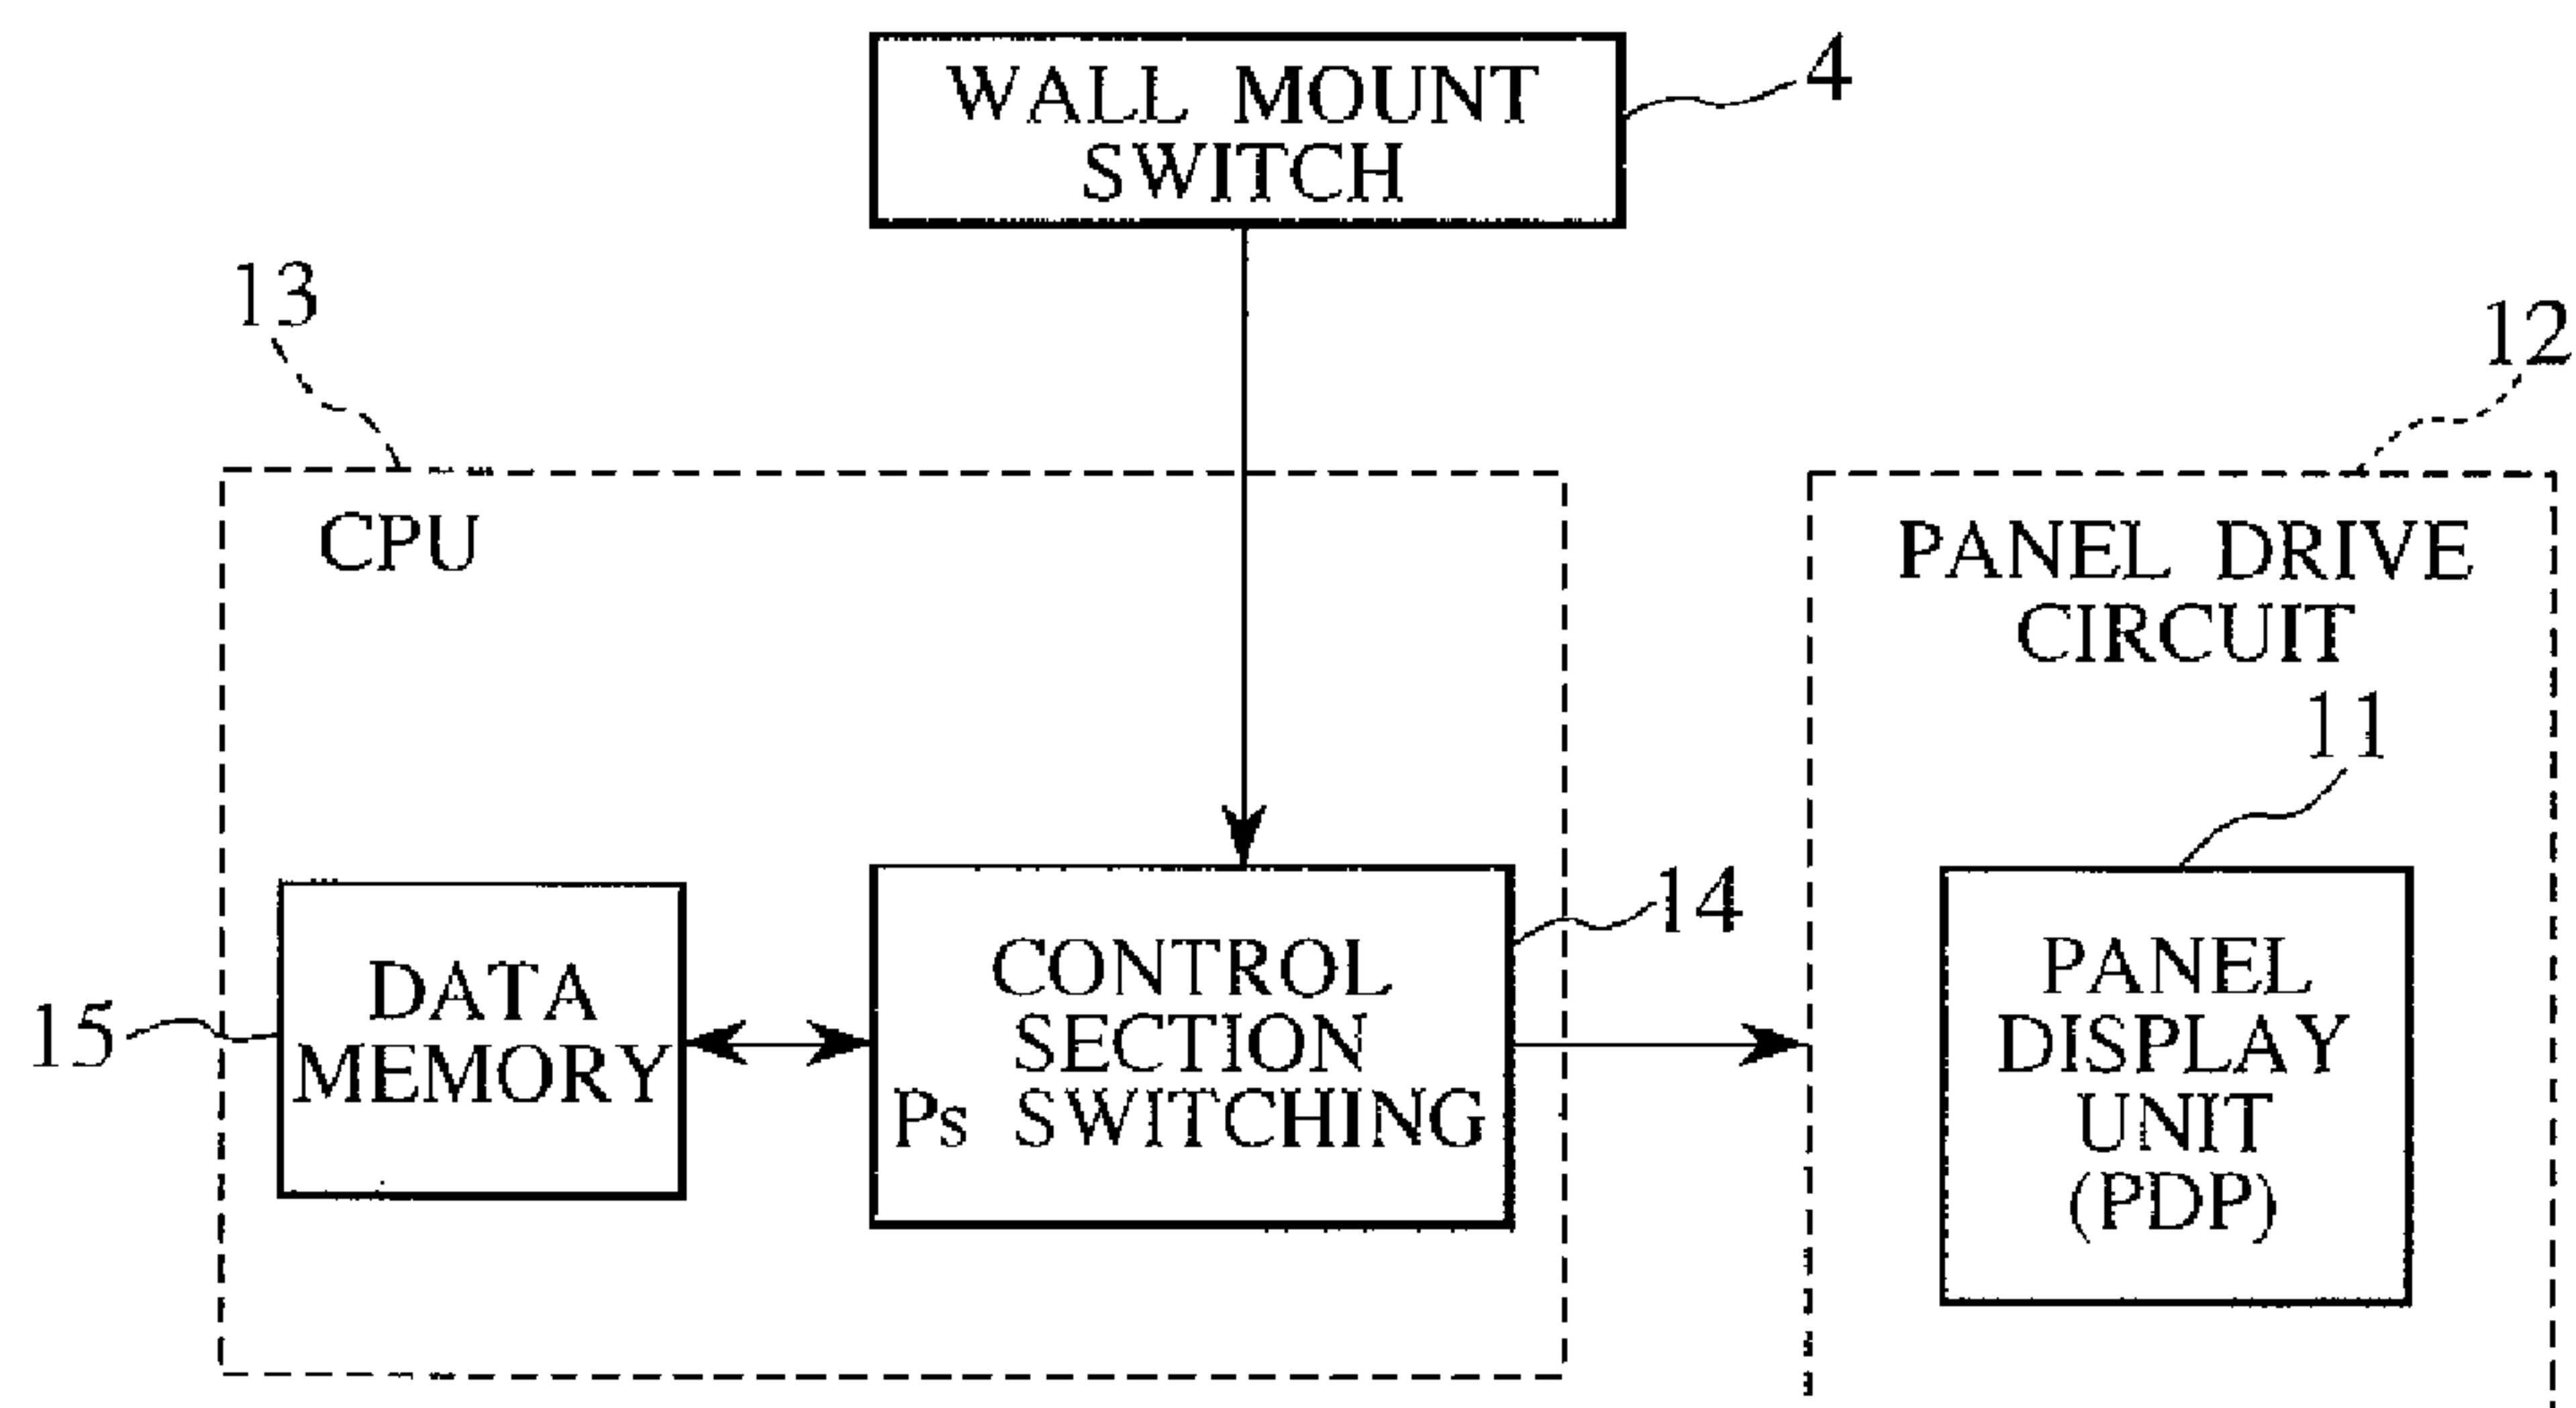 WALL MOUNT
SWITCH
4
13
12
CPU
PANEL DRIVE
CIRCUIT
11
14
15
DATA
MEMORY
CONTROL
SECTION
Ps SWITCHING
PANEL
DISPLAY
UNIT
(PDP)